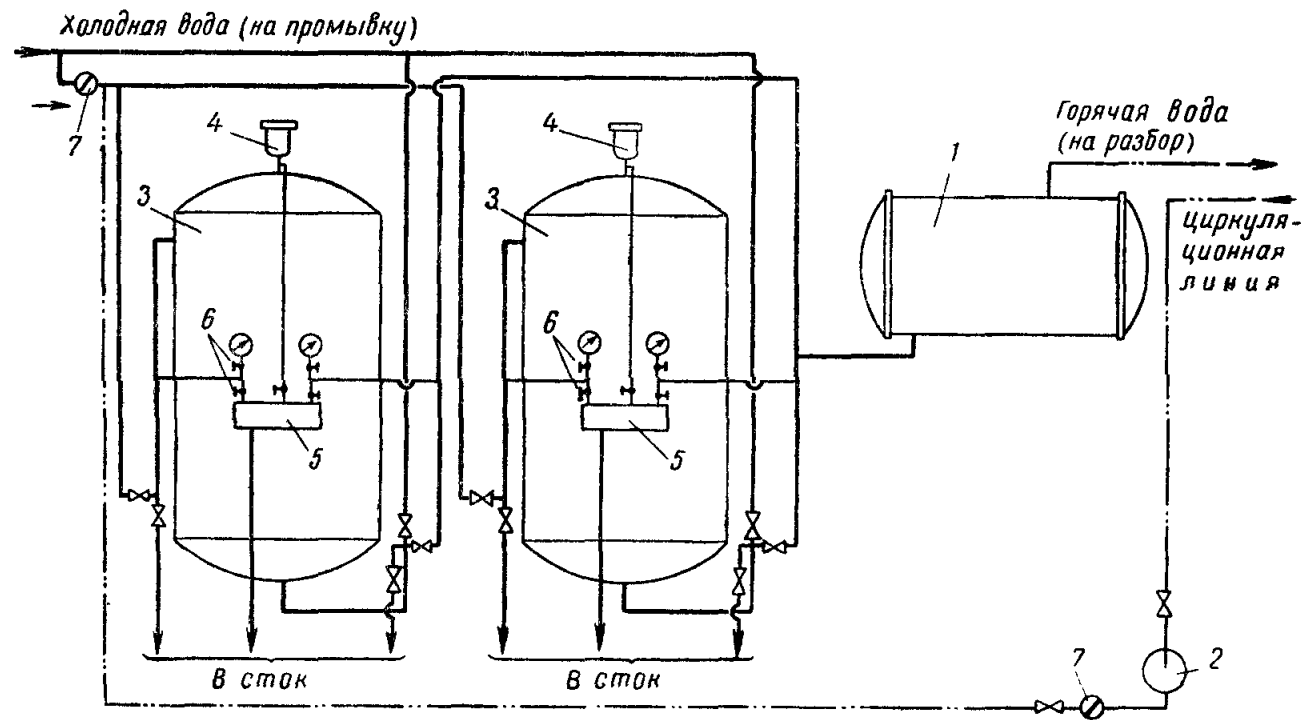 Холодная вода (на промывку)
7
4
4
Горячая вода
(на разбор)
1
3
3
Циркуля-
ционная
линия
6
6
5
5
2
7
В сток
В сток